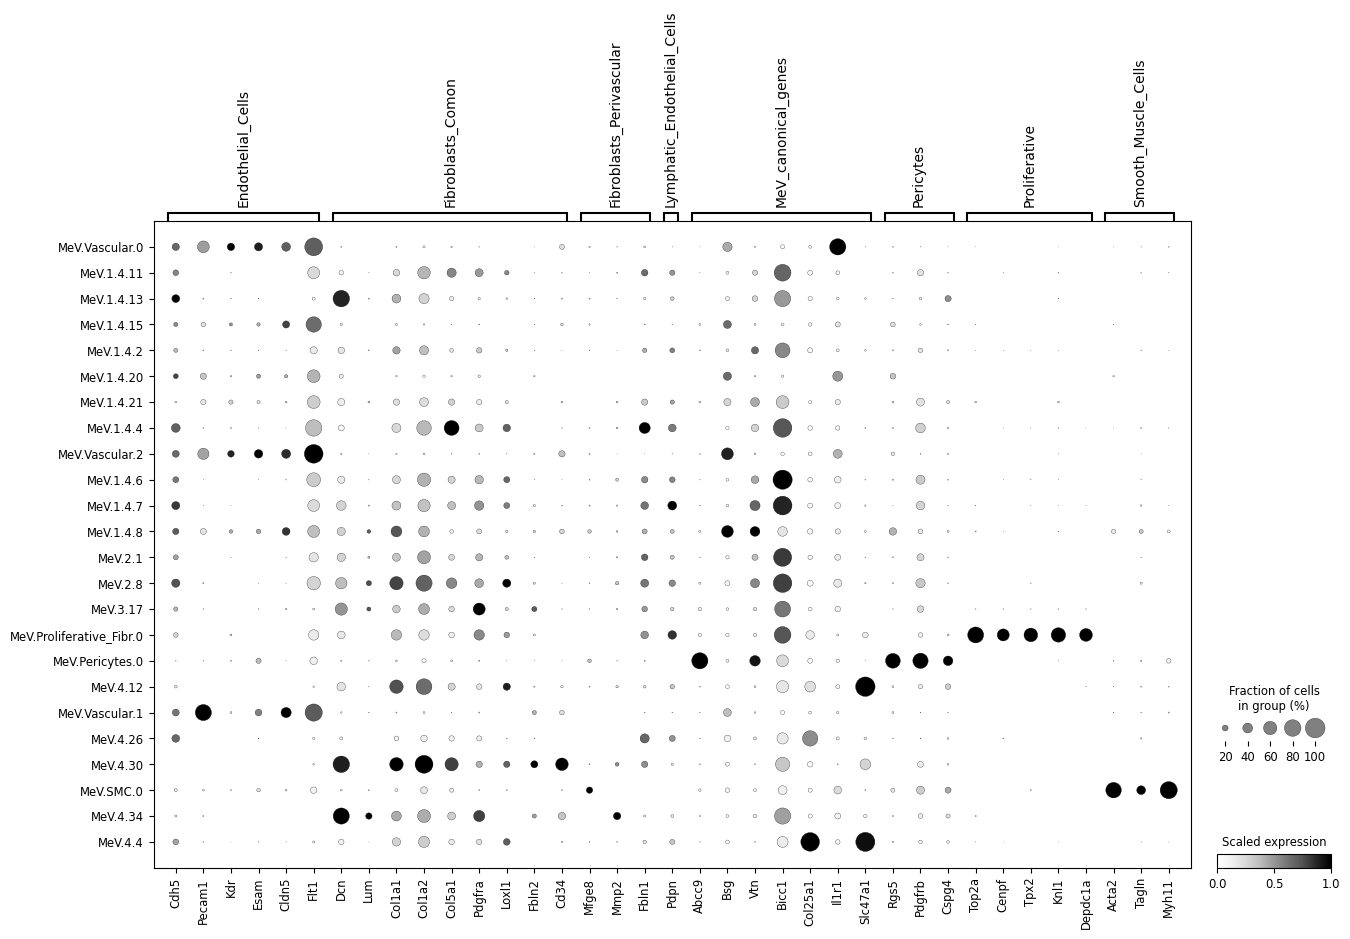 Endothelial_Cells
Fibroblasts_Comon
Fibroblasts_Perivascular
Lymphatic_Endothelial_Cells
MeV_canonical_genes
Pericytes
Proliferative
Smooth_Muscle_Cells
MeV.Vascular.0
MeV.1.4.11
MeV.1.4.13
MeV.1.4.15
MeV.1.4.2
MeV.1.4.20
MeV.1.4.21
MeV.1.4.4
MeV.Vascular.2
MeV.1.4.6
MeV.1.4.7
MeV.1.4.8
MeV.2.1
MeV.2.8
MeV.3.17
MeV.Proliferative_Fibr.0
MeV.Pericytes.0
MeV.4.12
MeV.Vascular.1
MeV.4.26
MeV.4.30
MeV.SMC.0
MeV.4.34
MeV.4.4
Cdh5
Pecam1
Kdr
Esam
Cldn5
Flt1
Dcn
Lum
Col1a1
Col1a2
Col5a1
Pdgfra
Loxl1
Fbln2
Cd34
Mfge8
Mmp2
Fbln1
Pdpn
Abcc9
Bsg
Vtn
Bicc1
Col25a1
Il1r1
Slc47a1
Rgs5
Pdgfrb
Cspg4
Top2a
Cenpf
Tpx2
Knl1
Depdc1a
Acta2
Tagln
Myh11
Fraction of cells
in group (%)
20 40 60 80 100
Scaled expression
0.0 0.5 1.0